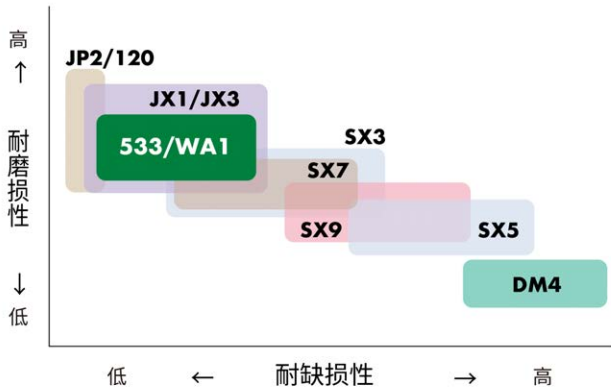 高
↑
耐磨损性
↓
低
JP2/120
JX1/JX3
533/WA1
SX3
SX7
SX9
SX5
DM4
低 ← 耐缺损性 → 高